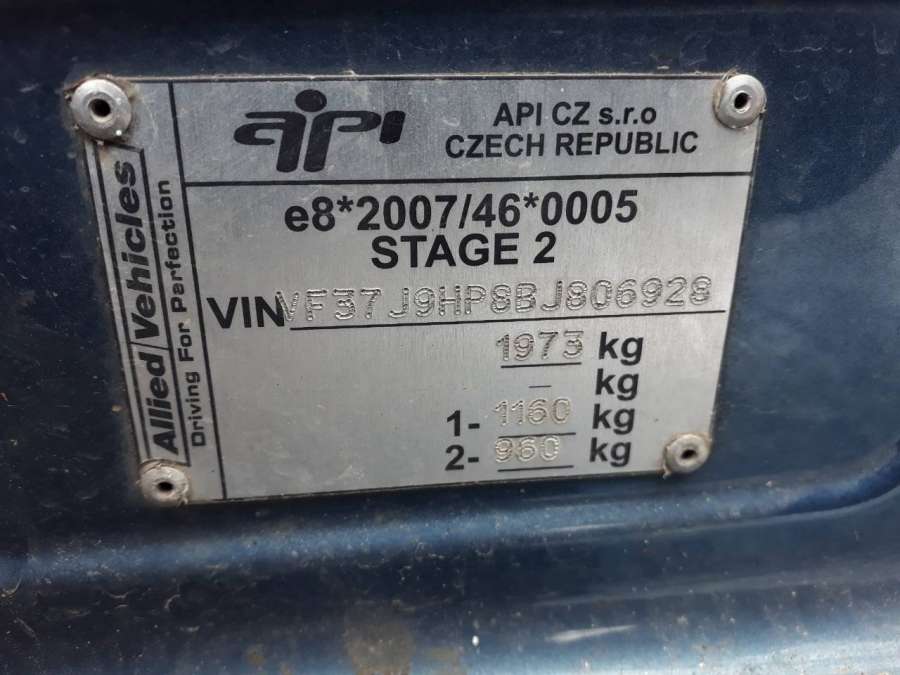 Allied Vehicles
Driving For Perfection
api
API CZ s.r.o
CZECH REPUBLIC
e8*2007/46*0005
STAGE 2
VIN VF37J9HP8BJ806928
1973 kg
– kg
1- 1160 kg
2- 960 kg